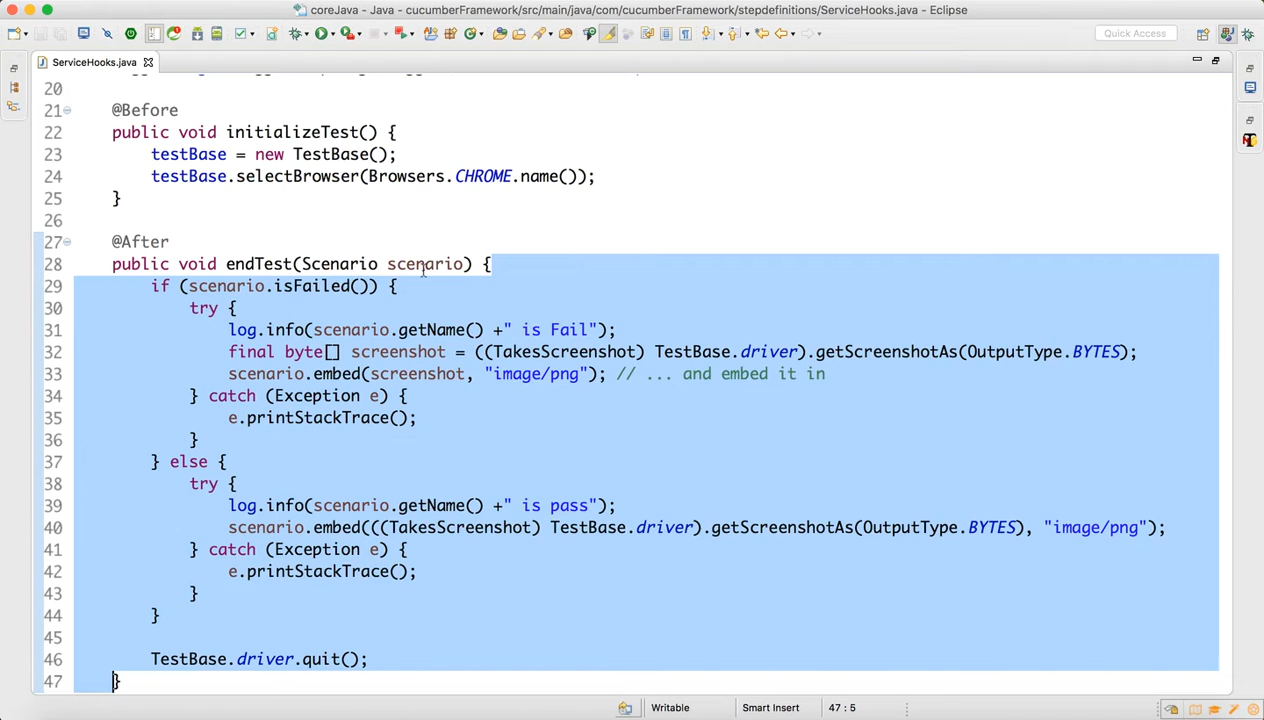 coreJava - Java - cucumberFramework/src/main/java/com/cucumberFramework/stepdefinitions/ServiceHooks.java - Eclipse
Quick Access
ServiceHooks.java
20
21 @Before
22 public void initializeTest() {
23 testBase = new TestBase();
24 testBase.selectBrowser(Browsers.CHROME.name());
25 }
26
27 @After
28 public void endTest(Scenario scenario) {
29 if (scenario.isFailed()) {
30 try {
31 log.info(scenario.getName() +" is Fail");
32 final byte[] screenshot = ((TakesScreenshot) TestBase.driver).getScreenshotAs(OutputType.BYTES);
33 scenario.embed(screenshot, "image/png"); // ... and embed it in
34 } catch (Exception e) {
35 e.printStackTrace();
36 }
37 } else {
38 try {
39 log.info(scenario.getName() +" is pass");
40 scenario.embed(((TakesScreenshot) TestBase.driver).getScreenshotAs(OutputType.BYTES), "image/png");
41 } catch (Exception e) {
42 e.printStackTrace();
43 }
44 }
45
46 TestBase.driver.quit();
47 }
Writable Smart Insert 47 : 5